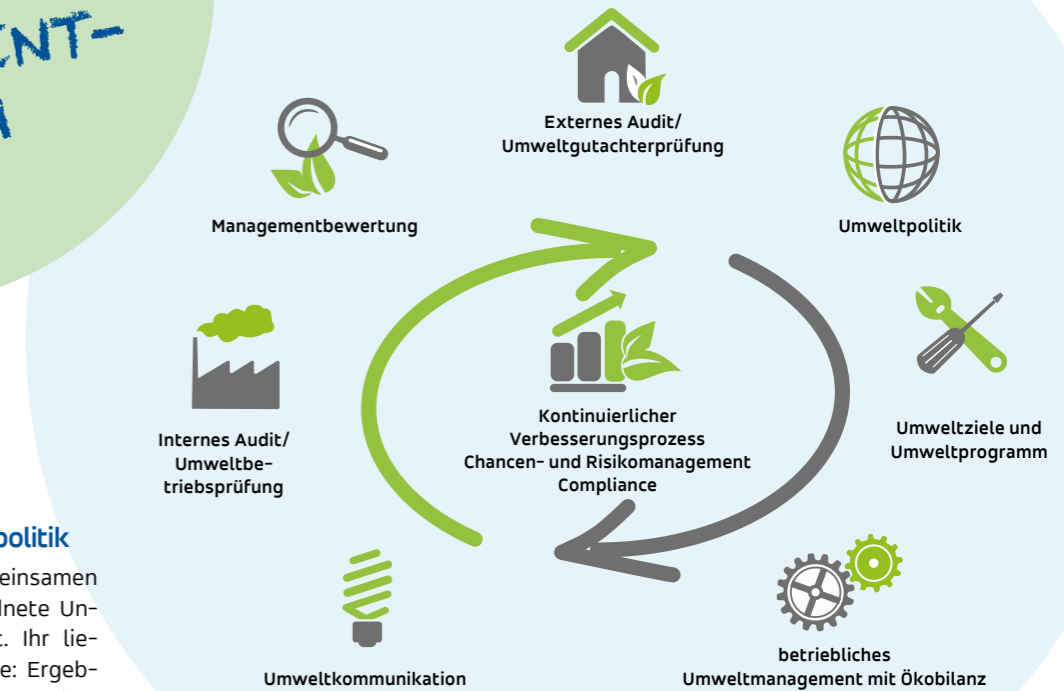 Externes Audit/
Umweltgutachterprüfung
Managementbewertung
Umweltpolitik
Internes Audit/
Umweltbe-
triebsprüfung
Kontinuierlicher
Verbesserungsprozess
Chancen- und Risikomanagement
Compliance
Umweltziele und
Umweltprogramm
Umweltkommunikation
betriebliches
Umweltmanagement mit Ökobilanz
politik
einsamen
dnete Un-
t. Ihr lie-
e: Ergeb-